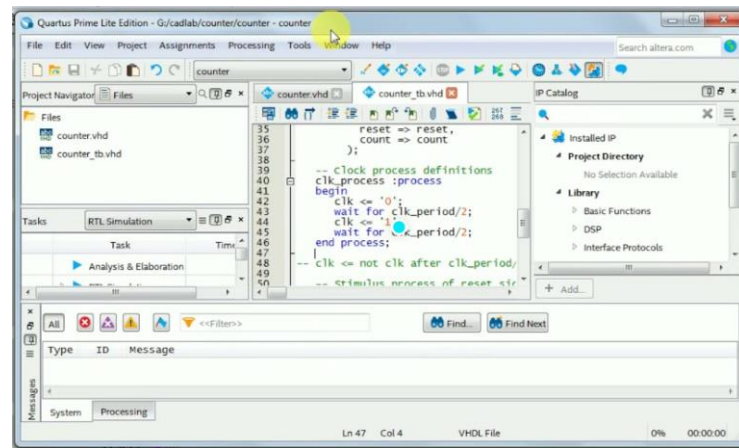 Quartus Prime Lite Edition - G:/cadlab/counter/counter - counter
File Edit View Project Assignments Processing Tools Window Help
Search altera.com
counter
Project Navigator Files
counter.vhd
counter_tb.vhd
IP Catalog
Files
counter.vhd
counter_tb.vhd
267
268
35 reset => reset,
36 count => count
37 );
38
39 -- Clock process definitions
40 clk_process :process
41 begin
42 clk <= '0';
43 wait for clk_period/2;
44 clk <= '1'
45 wait for clk_period/2;
46 end process;
47
48 -- clk <= not clk after clk_period/
49
50 -- Stimulus process of reset
Installed IP
Project Directory
No Selection Available
Library
Basic Functions
DSP
Interface Protocols
+ Add...
Tasks RTL Simulation
Task Time
Analysis & Elaboration
All
<<Filter>>
Find...
Find Next
Type ID Message
Messages
System Processing
Ln 47 Col 4 VHDL File 0% 00:00:00